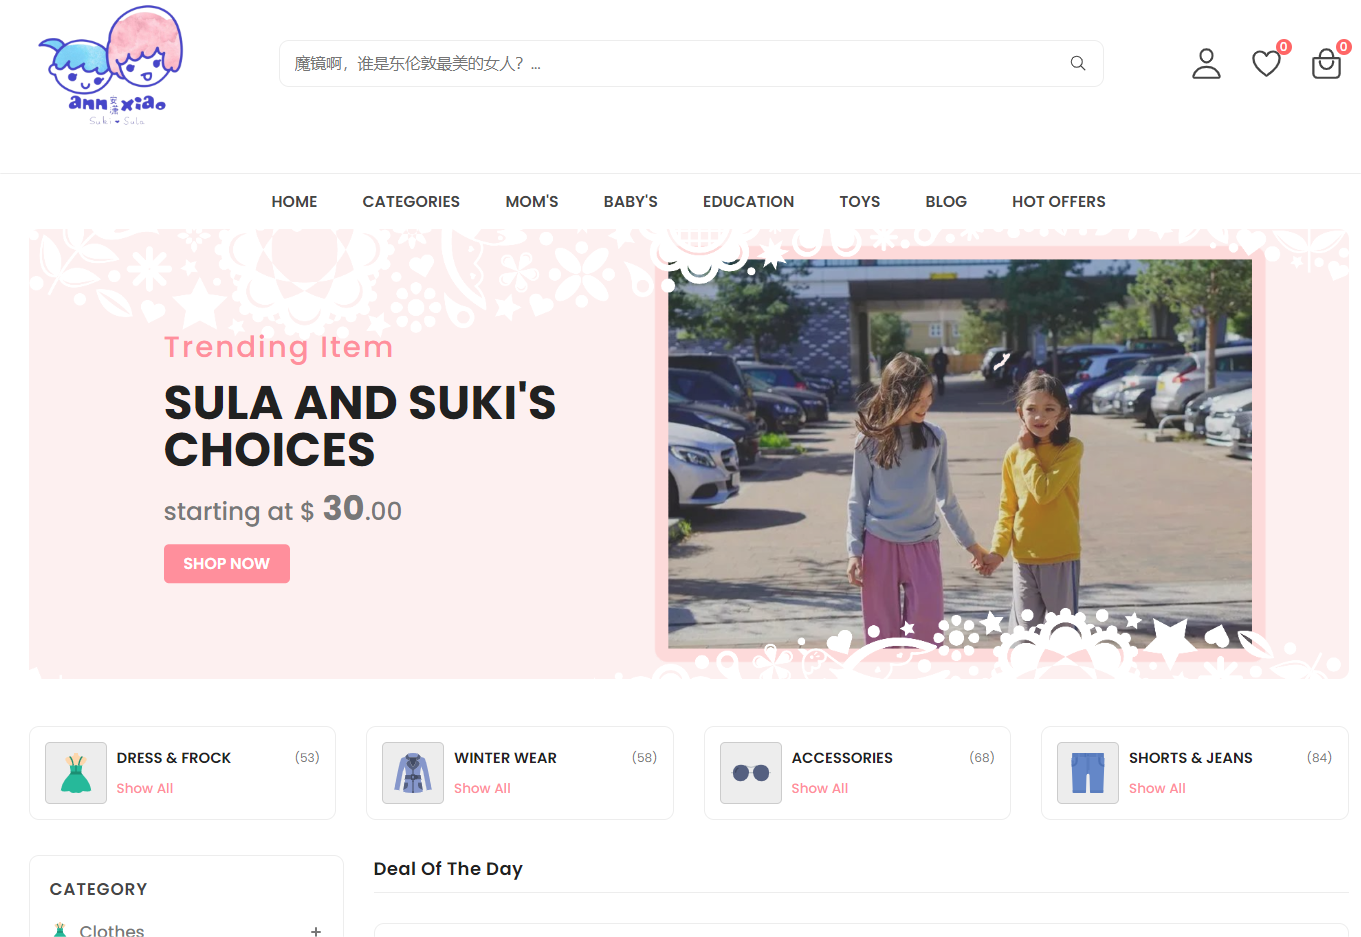 ann xiao
Suki Sula
魔镜啊，谁是东伦敦最美的女人？...
0
0
HOME CATEGORIES MOM'S BABY'S EDUCATION TOYS BLOG HOT OFFERS
Trending Item
SULA AND SUKI'S
CHOICES
starting at $ 30.00
SHOP NOW
DRESS & FROCK (53)
Show All
WINTER WEAR (58)
Show All
ACCESSORIES (68)
Show All
SHORTS & JEANS (84)
Show All
CATEGORY
Clothes +
Deal Of The Day